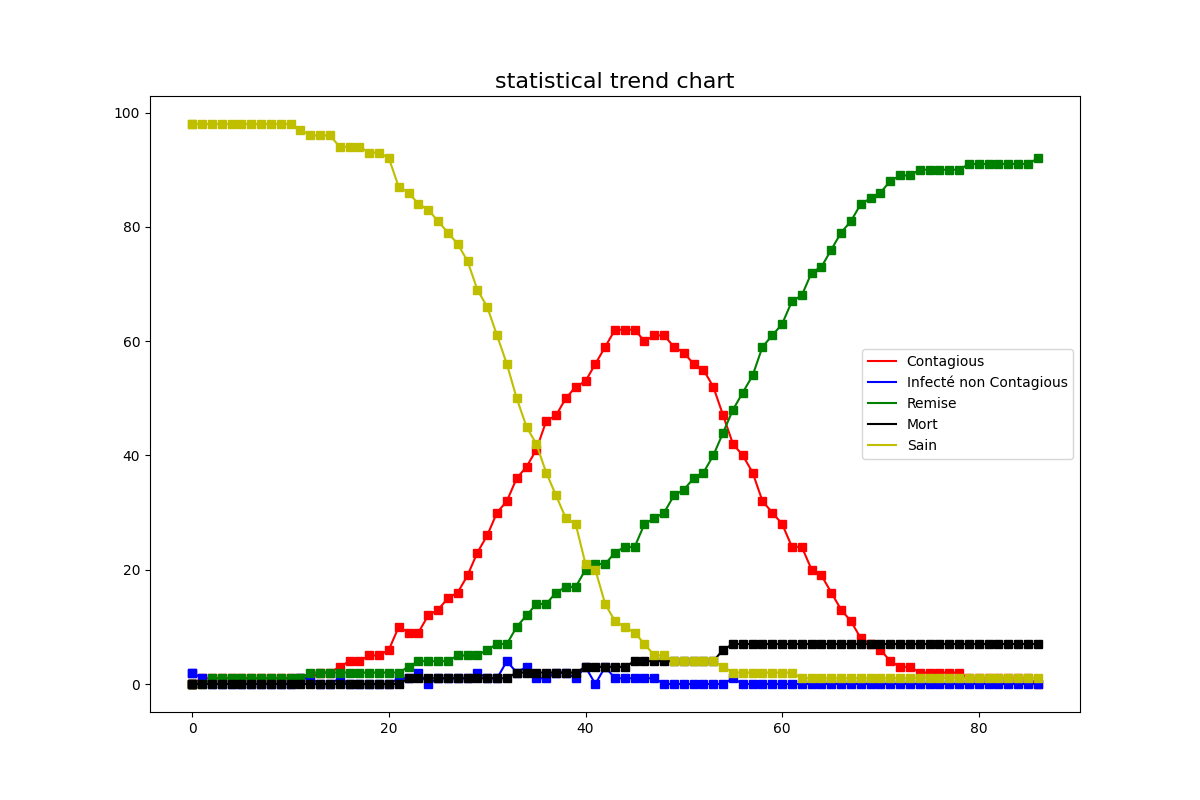 statistical trend chart
100
80
60
40
20
0
Contagious
Infecté non Contagious
Remise
Mort
Sain
0 20 40 60 80